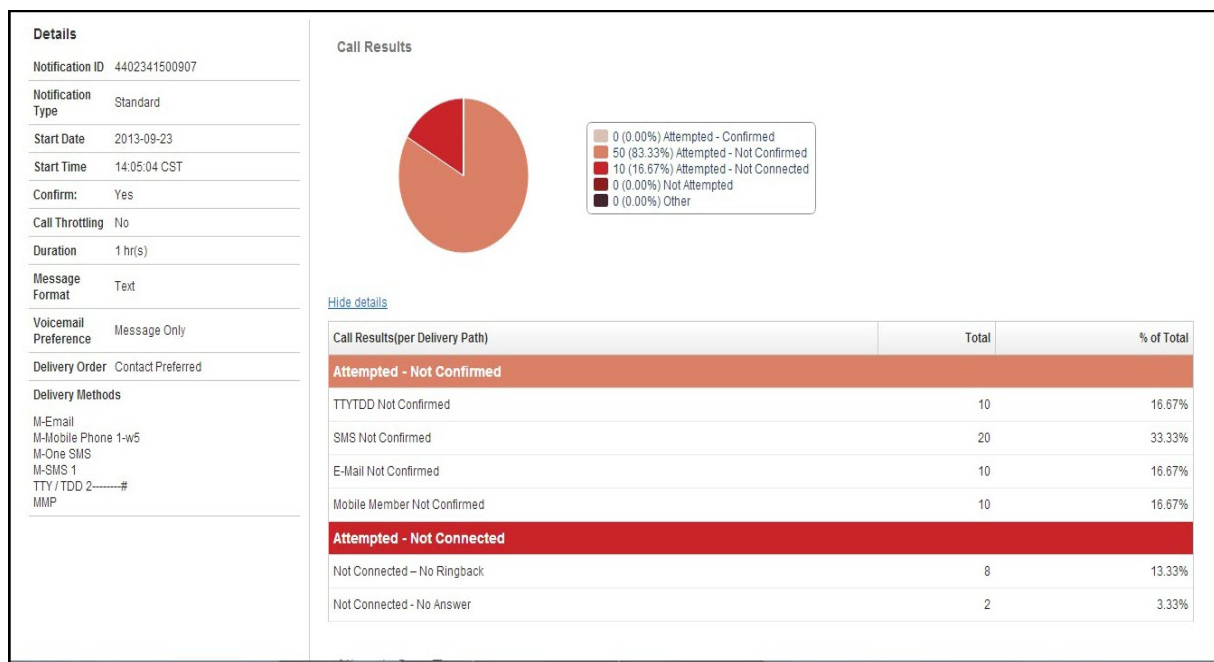 Details
Notification ID 4402341500907
Notification
Type
Standard
Start Date 2013-09-23
Start Time 14:05:04 CST
Confirm: Yes
Call Throttling No
Duration 1 hr(s)
Message
Format
Text
Voicemail
Preference
Message Only
Delivery Order Contact Preferred
Delivery Methods
M-Email
M-Mobile Phone 1-w5
M-One SMS
M-SMS 1
TTY / TDD 2--------#
MMP
Call Results
0 (0.00%) Attempted - Confirmed
50 (83.33%) Attempted - Not Confirmed
10 (16.67%) Attempted - Not Connected
0 (0.00%) Not Attempted
0 (0.00%) Other
Hide details
Call Results(per Delivery Path) Total % of Total
Attempted - Not Confirmed
TTYTDD Not Confirmed 10 16.67%
SMS Not Confirmed 20 33.33%
E-Mail Not Confirmed 10 16.67%
Mobile Member Not Confirmed 10 16.67%
Attempted - Not Connected
Not Connected – No Ringback 8 13.33%
Not Connected - No Answer 2 3.33%